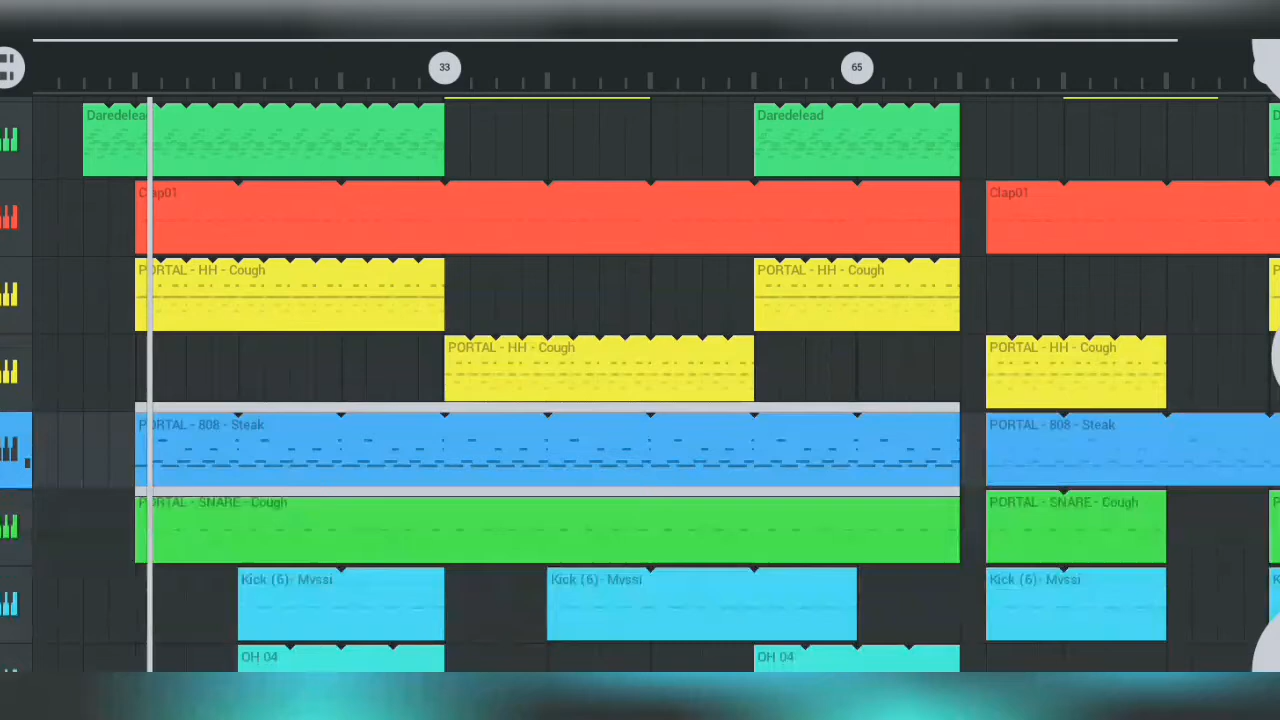 33
65
Daredelead
Daredelead
Clap01
Clap01
PORTAL - HH - Cough
PORTAL - HH - Cough
PORTAL - HH - Cough
PORTAL - HH - Cough
PORTAL - 808 - Steak
PORTAL - 808 - Steak
PORTAL - SNARE - Cough
PORTAL - SNARE - Cough
Kick (6)- Mvssi
Kick (6)- Mvssi
Kick (6)- Mvssi
OH 04
OH 04